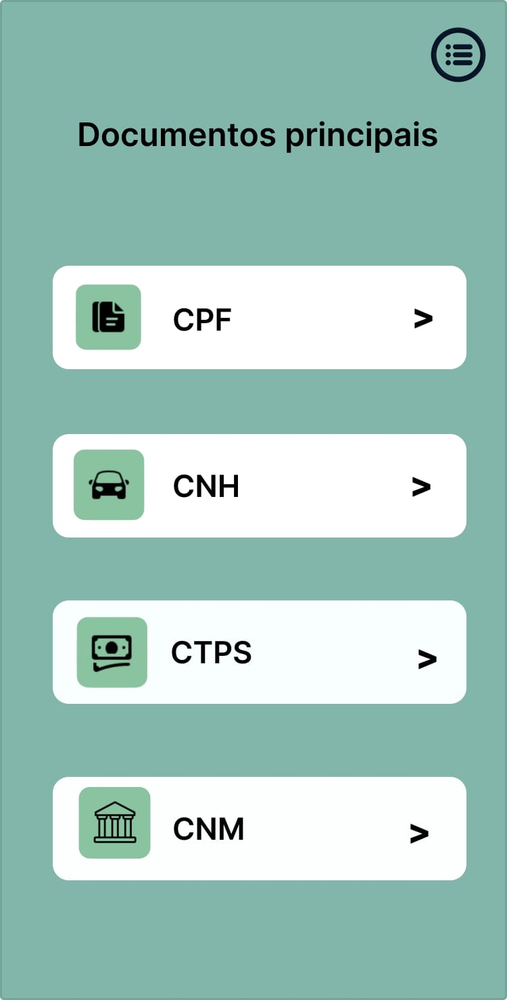 Documentos principais
CPF >
CNH >
CTPS >
CNM >